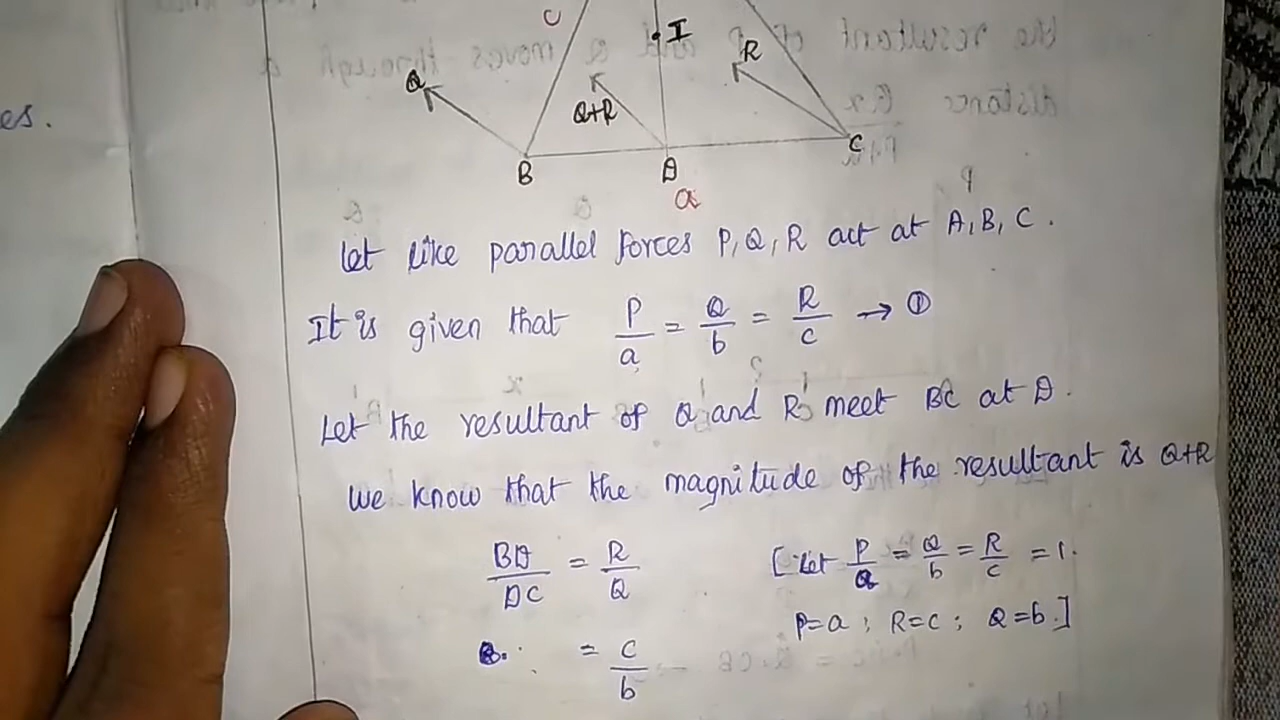 es.
C
I
Q
Q+R
R
B
D
C
a
Let like parallel forces P, Q, R act at A, B, C.
It is given that P/a = Q/b = R/c → ①
Let the resultant of Q and R meet BC at D.
We know that the magnitude of the resultant is Q+R
BD/DC = R/Q [Let P/a = Q/b = R/c = 1.
P=a ; R=c ; Q=b.]
= c/b